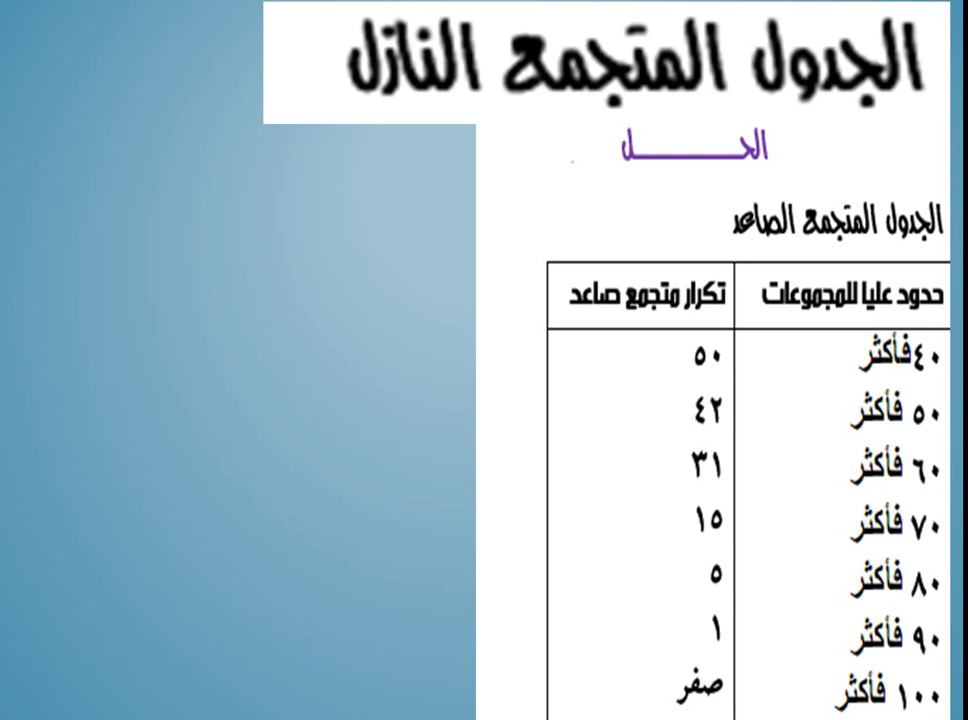 الجدول المتجمع النازل
الحـــــــــل
الجدول المتجمع الصاعد
حدود عليا للمجموعات تكرار متجمع صاعد
٤٠فأكثر ٥٠
٥٠ فأكثر ٤٢
٦٠ فأكثر ٣١
٧٠ فأكثر ١٥
٨٠ فأكثر ٥
٩٠ فأكثر ١
١٠٠ فأكثر صفر